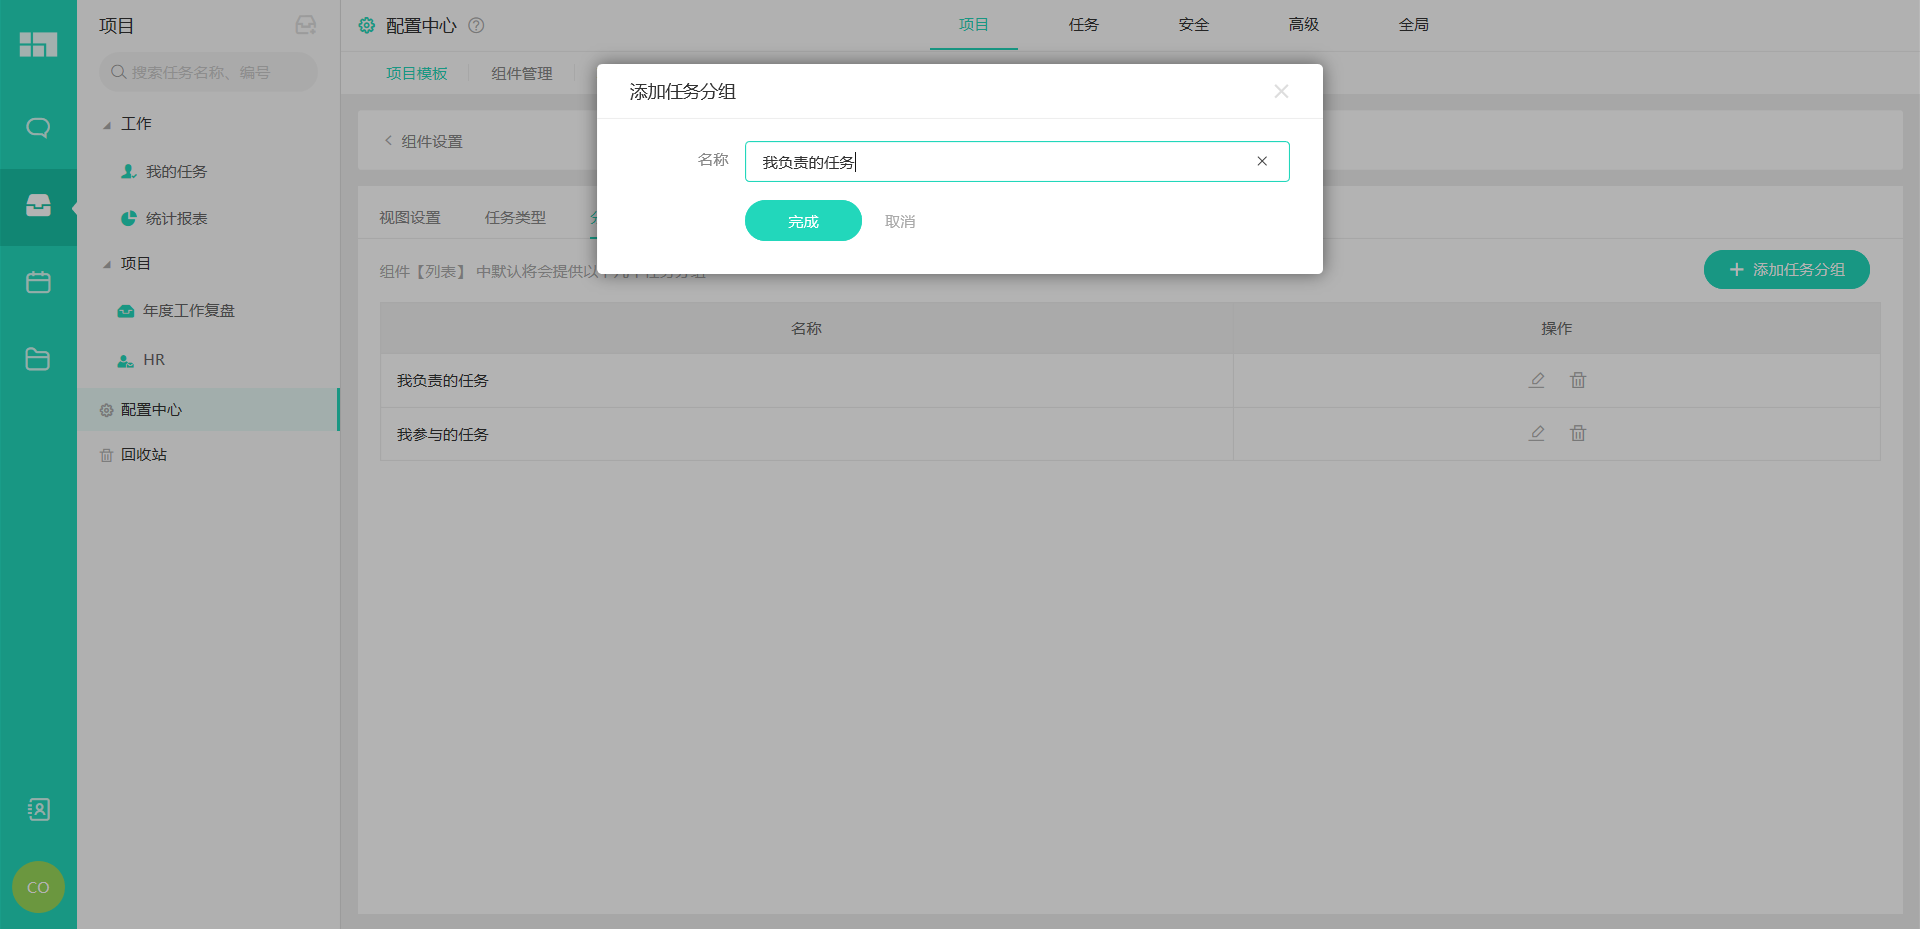 项目
搜索任务名称、编号
工作
我的任务
统计报表
项目
年度工作复盘
HR
配置中心
回收站
CO
配置中心
项目
任务
安全
高级
全局
项目模板
组件管理
组件设置
视图设置
任务类型
添加任务分组
名称
我负责的任务
完成
取消
组件【列表】 中默认将会提供以
添加任务分组
名称
操作
我负责的任务
我参与的任务